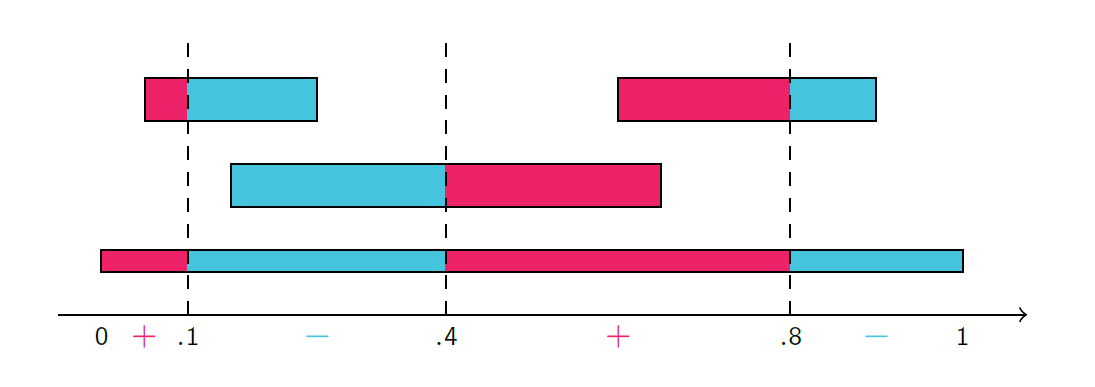 0 + .1 − .4 + .8 − 1